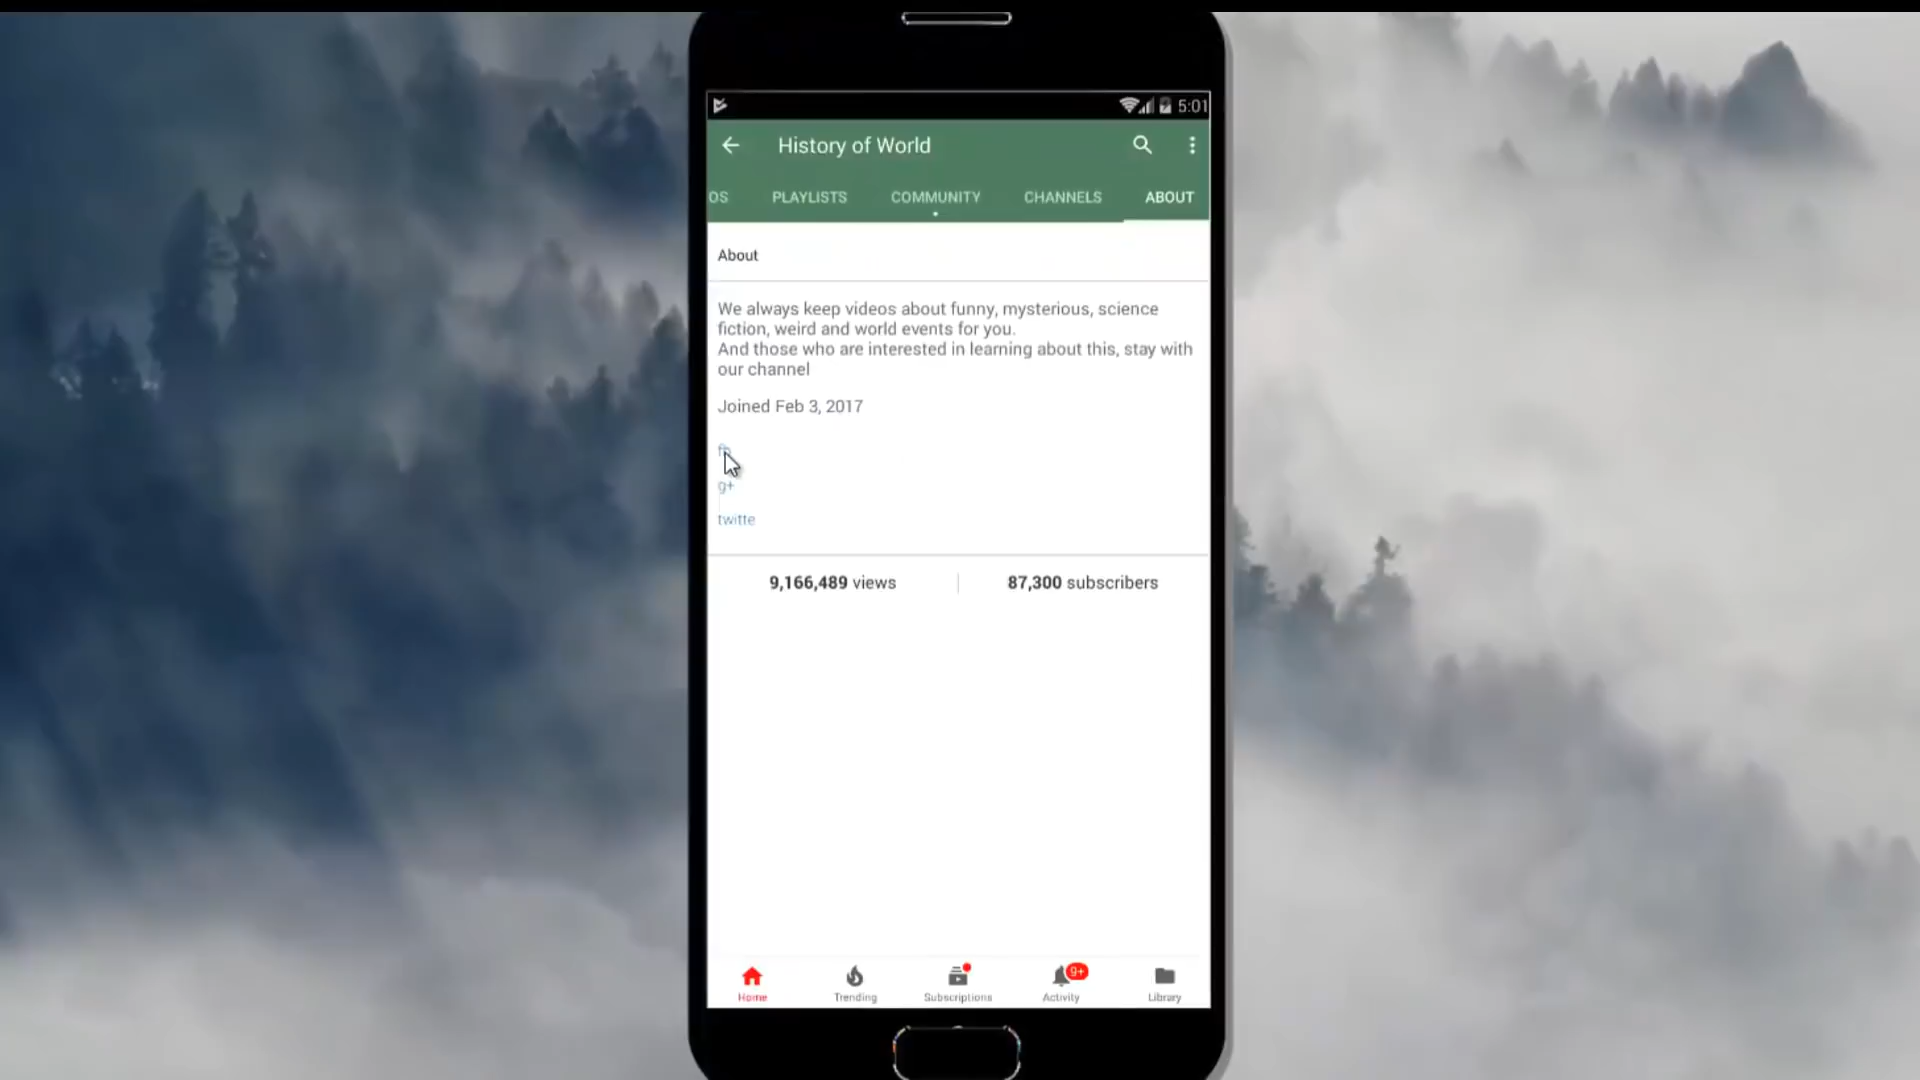 5:01
History of World
OS PLAYLISTS COMMUNITY CHANNELS ABOUT
About
We always keep videos about funny, mysterious, science
fiction, weird and world events for you.
And those who are interested in learning about this, stay with
our channel
Joined Feb 3, 2017
g+
twitte
9,166,489 views 87,300 subscribers
9+
Home Trending Subscriptions Activity Library